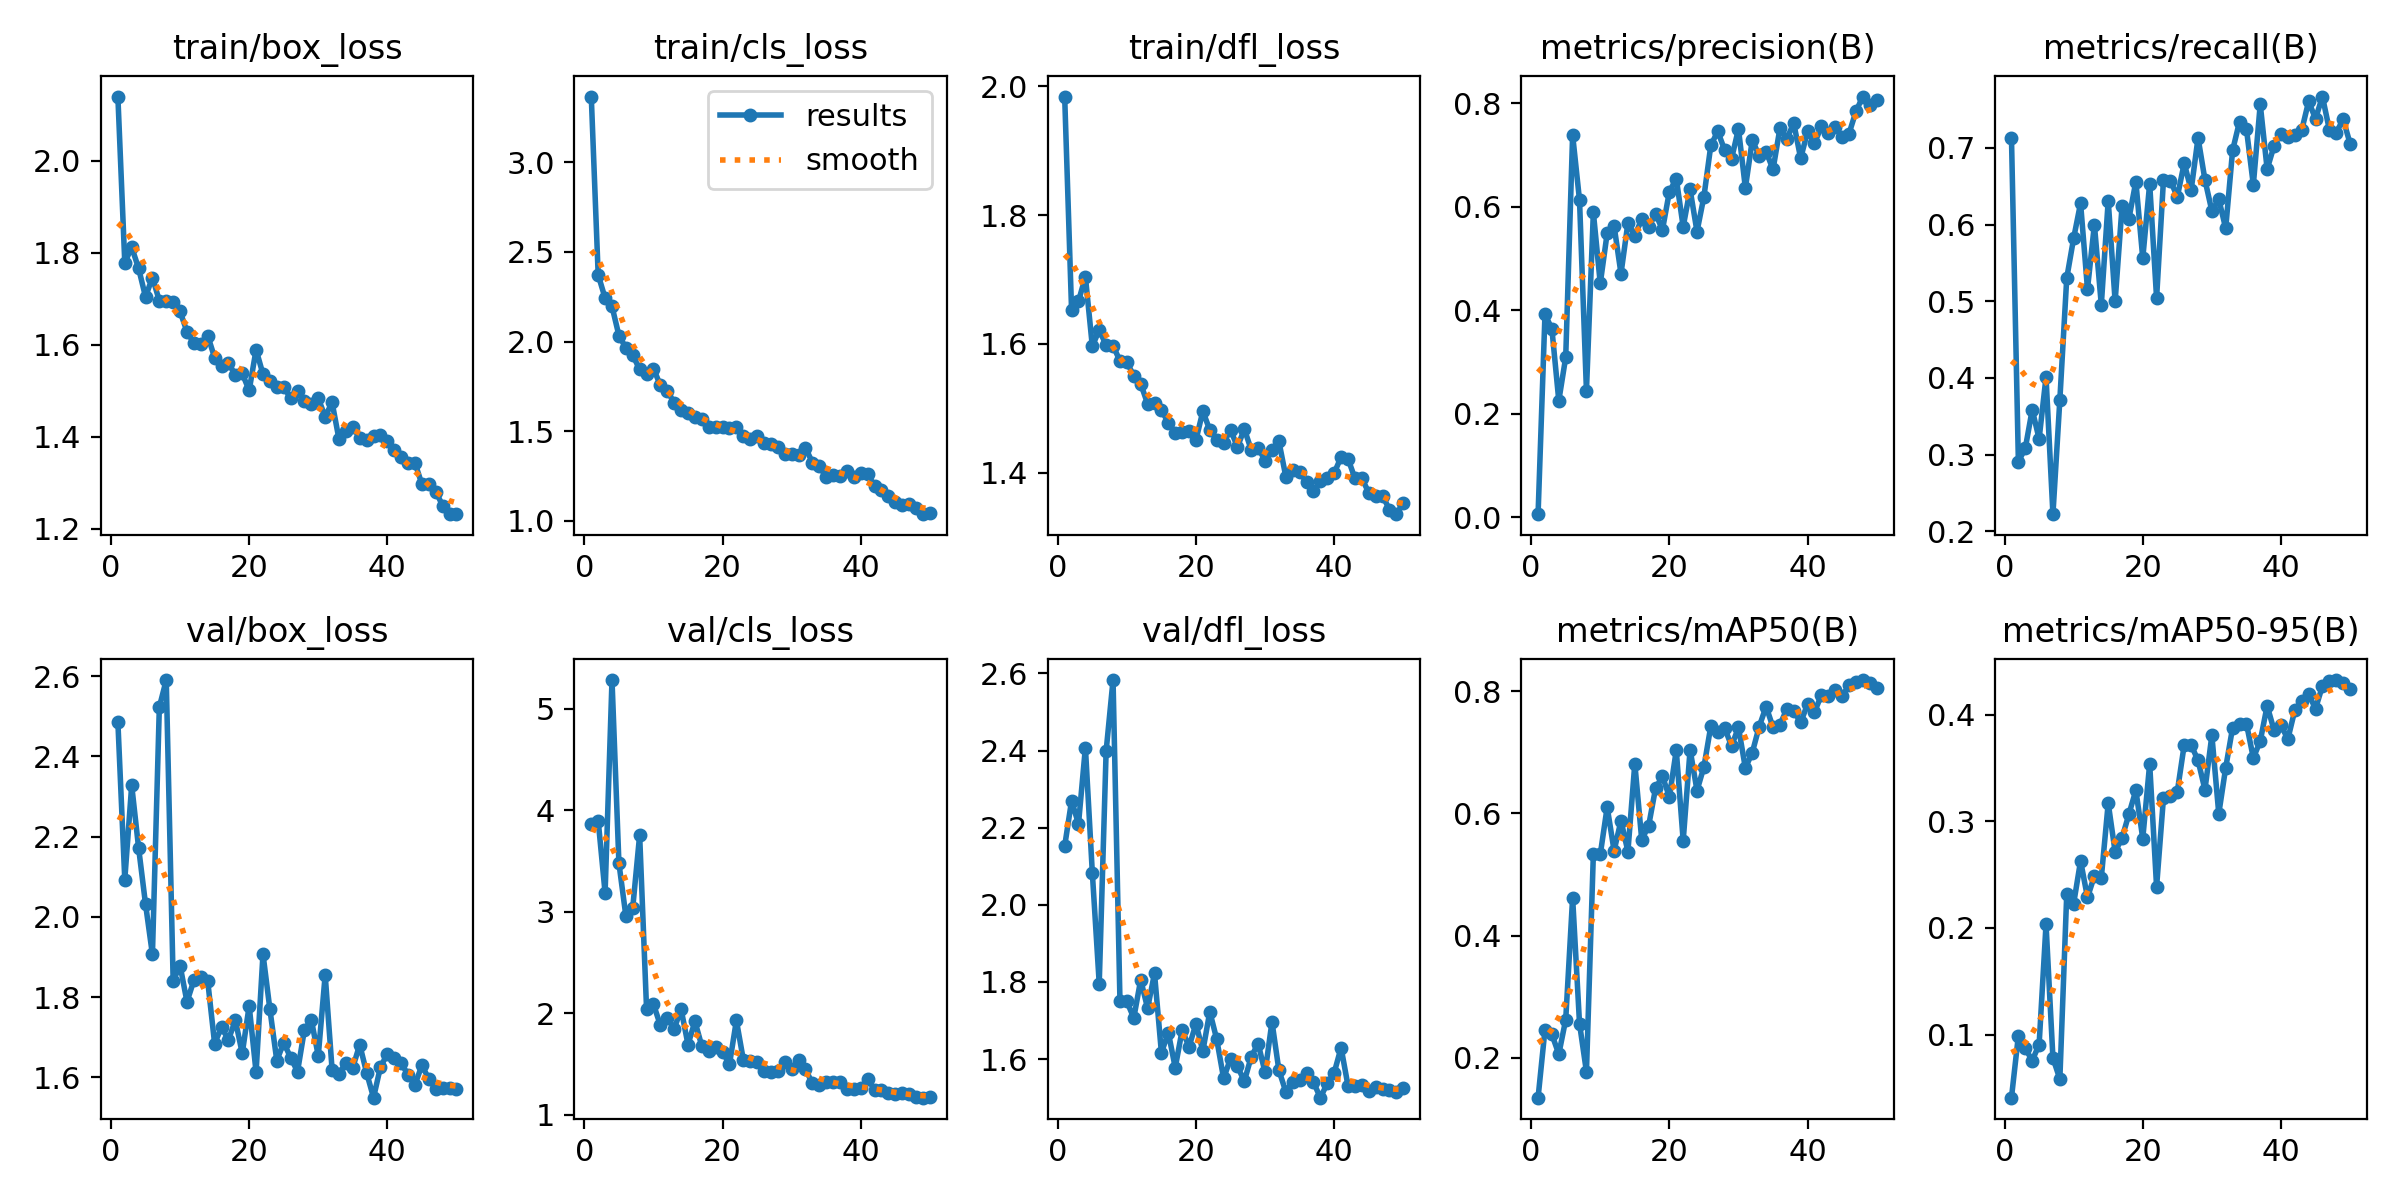 train/box_loss
2.0
1.8
1.6
1.4
1.2
0 20 40
train/cls_loss
results
smooth
3.0
2.5
2.0
1.5
1.0
0 20 40
train/dfl_loss
2.0
1.8
1.6
1.4
0 20 40
metrics/precision(B)
0.8
0.6
0.4
0.2
0.0
0 20 40
metrics/recall(B)
0.7
0.6
0.5
0.4
0.3
0.2
0 20 40
val/box_loss
2.6
2.4
2.2
2.0
1.8
1.6
0 20 40
val/cls_loss
5
4
3
2
1
0 20 40
val/dfl_loss
2.6
2.4
2.2
2.0
1.8
1.6
0 20 40
metrics/mAP50(B)
0.8
0.6
0.4
0.2
0 20 40
metrics/mAP50-95(B)
0.4
0.3
0.2
0.1
0 20 40